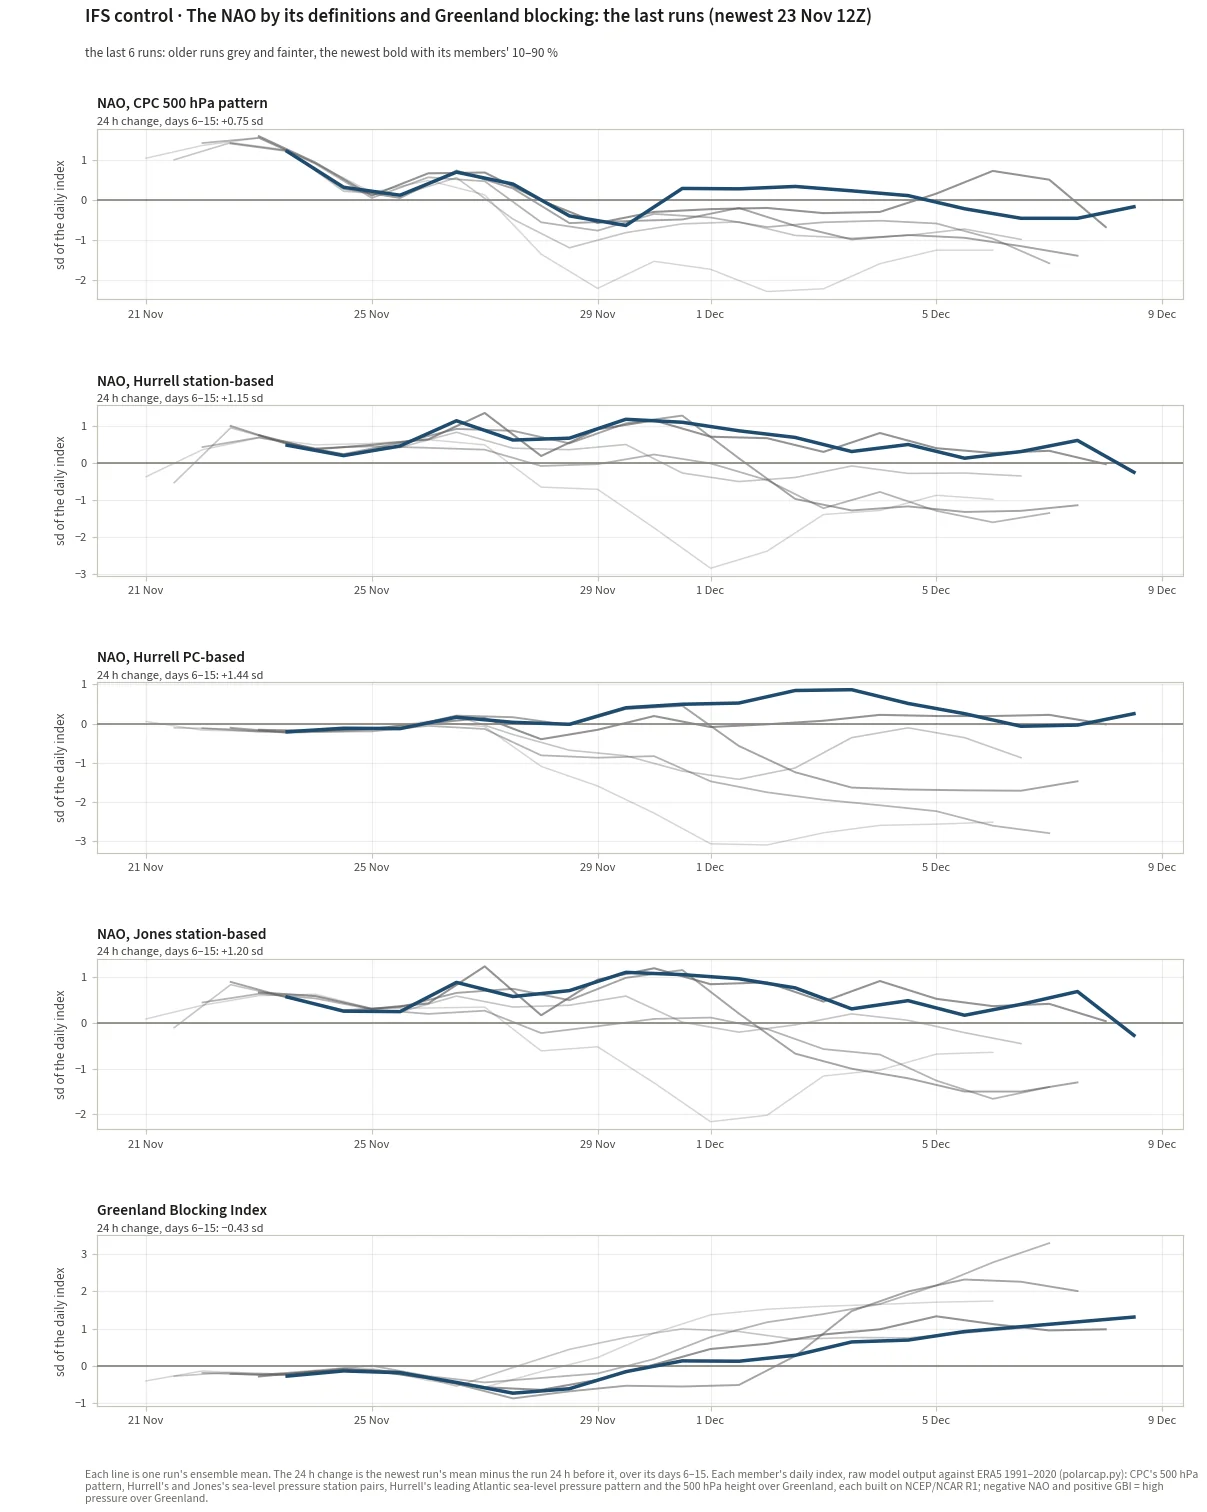 IFS control · The NAO by its definitions and Greenland blocking: the last runs (newest 23 Nov 12Z)
the last 6 runs: older runs grey and fainter, the newest bold with its members' 10–90 %
NAO, CPC 500 hPa pattern
24 h change, days 6–15: +0.75 sd
sd of the daily index
1
0
−1
−2
21 Nov
25 Nov
29 Nov
1 Dec
5 Dec
9 Dec
NAO, Hurrell station-based
24 h change, days 6–15: +1.15 sd
sd of the daily index
1
0
−1
−2
−3
21 Nov
25 Nov
29 Nov
1 Dec
5 Dec
9 Dec
NAO, Hurrell PC-based
24 h change, days 6–15: +1.44 sd
sd of the daily index
1
0
−1
−2
−3
21 Nov
25 Nov
29 Nov
1 Dec
5 Dec
9 Dec
NAO, Jones station-based
24 h change, days 6–15: +1.20 sd
sd of the daily index
1
0
−1
−2
21 Nov
25 Nov
29 Nov
1 Dec
5 Dec
9 Dec
Greenland Blocking Index
24 h change, days 6–15: −0.43 sd
sd of the daily index
3
2
1
0
−1
21 Nov
25 Nov
29 Nov
1 Dec
5 Dec
9 Dec
Each line is one run's ensemble mean. The 24 h change is the newest run's mean minus the run 24 h before it, over its days 6–15. Each member's daily index, raw model output against ERA5 1991–2020 (polarcap.py): CPC's 500 hPa
pattern, Hurrell's and Jones's sea-level pressure station pairs, Hurrell's leading Atlantic sea-level pressure pattern and the 500 hPa height over Greenland, each built on NCEP/NCAR R1; negative NAO and positive GBI = high
pressure over Greenland.